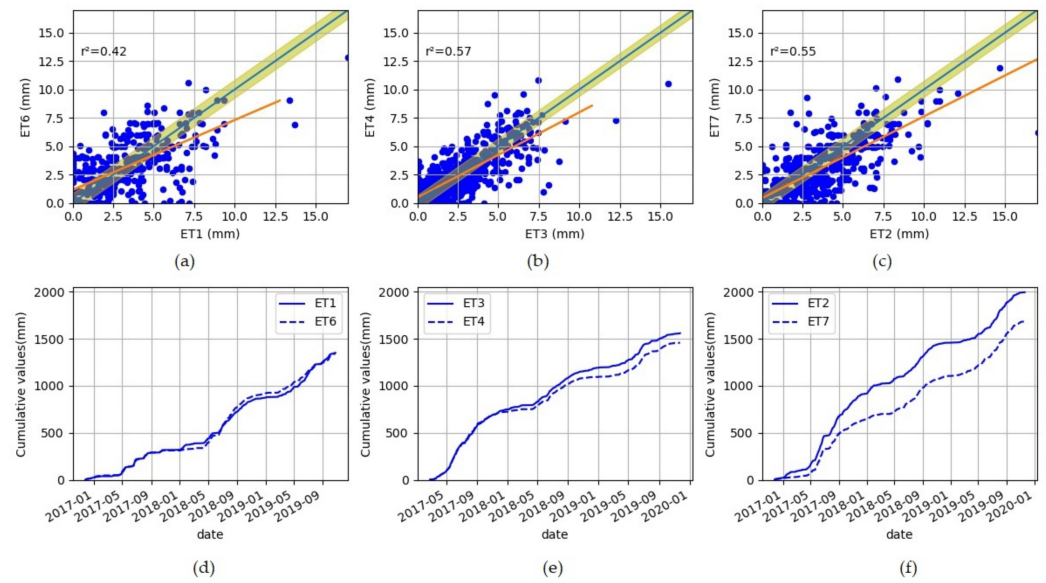 15.0
12.5
10.0
7.5
5.0
2.5
0.0
ET6 (mm)
r²=0.42
0.0 2.5 5.0 7.5 10.0 12.5 15.0
ET1 (mm)
(a)
15.0
12.5
10.0
7.5
5.0
2.5
0.0
ET4 (mm)
r²=0.57
0.0 2.5 5.0 7.5 10.0 12.5 15.0
ET3 (mm)
(b)
15.0
12.5
10.0
7.5
5.0
2.5
0.0
ET7 (mm)
r²=0.55
0.0 2.5 5.0 7.5 10.0 12.5 15.0
ET2 (mm)
(c)
2000
1500
1000
500
0
Cumulative values(mm)
ET1
ET6
2017-01 2017-05 2017-09 2018-01 2018-05 2018-09 2019-01 2019-05 2019-09
date
(d)
2000
1500
1000
500
0
Cumulative values(mm)
ET3
ET4
2017-05 2017-09 2018-01 2018-05 2018-09 2019-01 2019-05 2019-09 2020-01
date
(e)
2000
1500
1000
500
0
Cumulative values(mm)
ET2
ET7
2017-01 2017-05 2017-09 2018-01 2018-05 2018-09 2019-01 2019-05 2019-09 2020-01
date
(f)